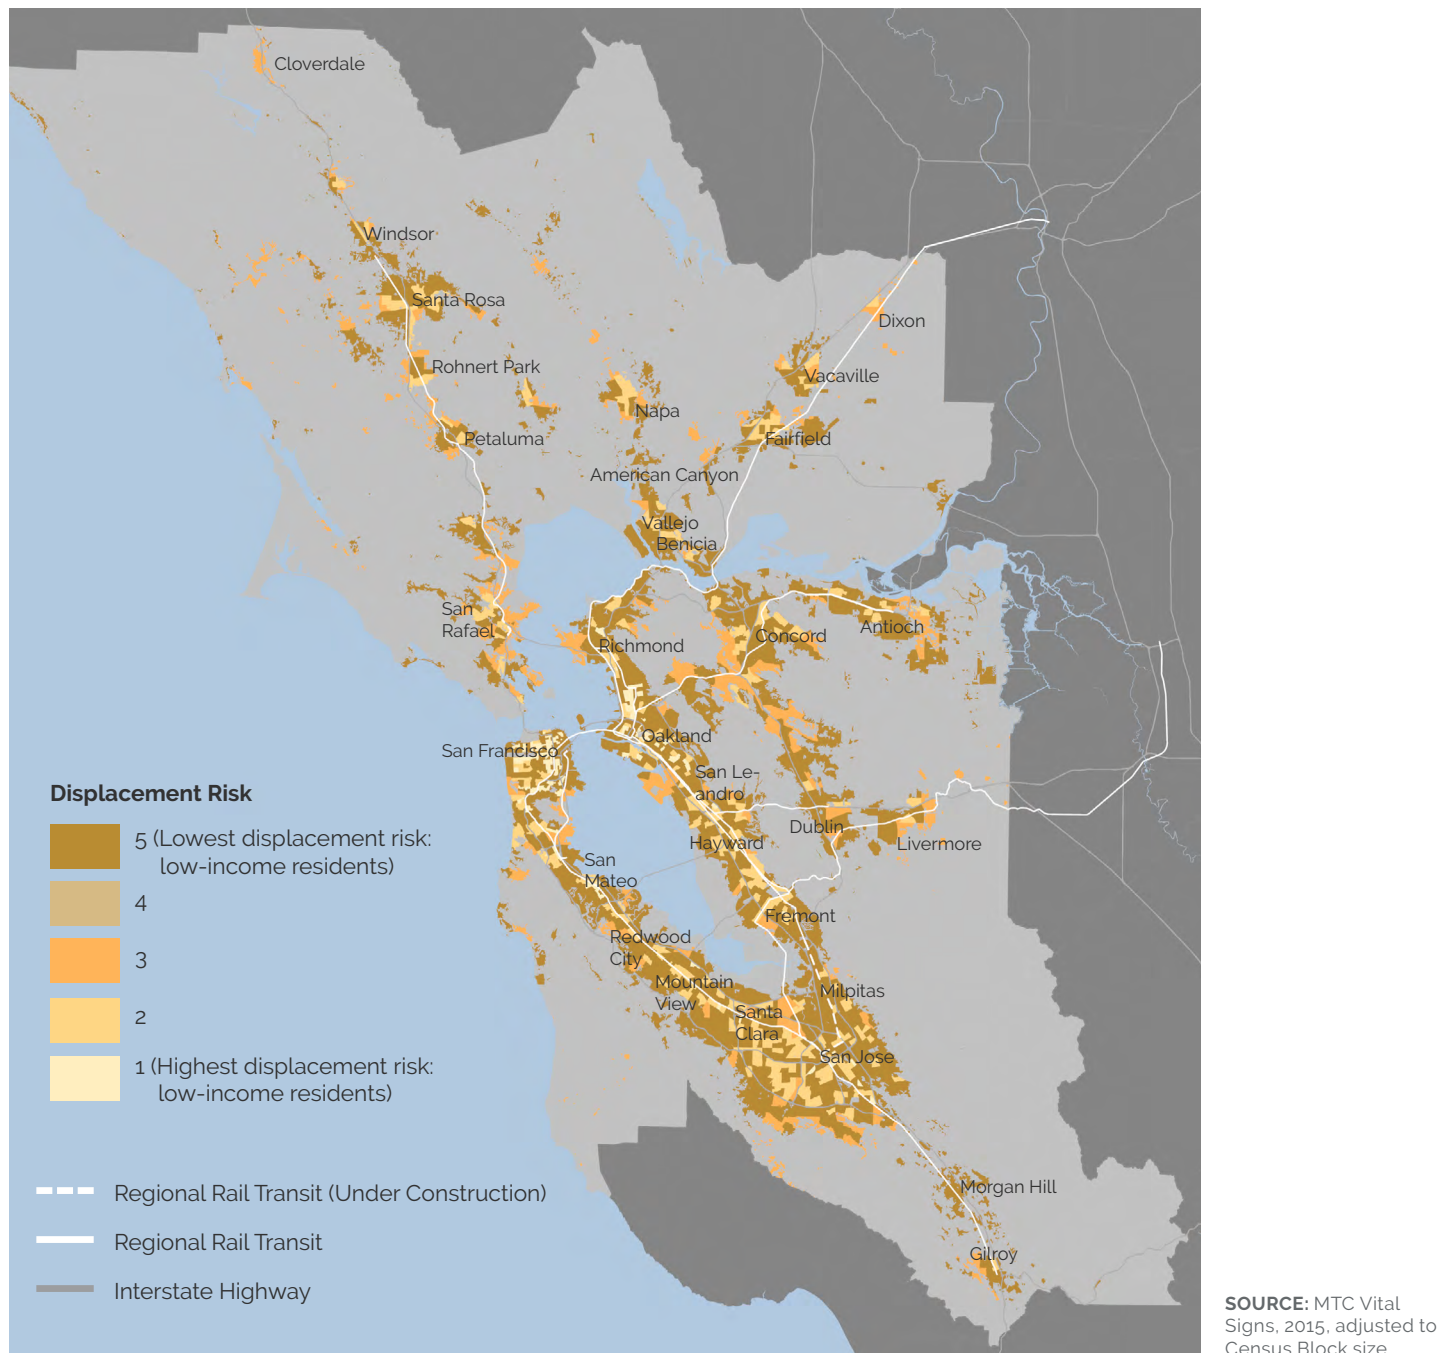 Cloverdale
Windsor
Santa Rosa
Dixon
Rohnert Park
Vacaville
Napa
Petaluma
Fairfield
American Canyon
Vallejo
Benicia
San
Rafael
Antioch
Concord
Richmond
Oakland
San Francisco
San Le-
andro
Dublin
Livermore
Hayward
San
Mateo
Fremont
Redwood
City
Mountain
View
Milpitas
Santa
Clara
San Jose
Morgan Hill
Gilroy
Displacement Risk
5 (Lowest displacement risk:
low-income residents)
4
3
2
1 (Highest displacement risk:
low-income residents)
Regional Rail Transit (Under Construction)
Regional Rail Transit
Interstate Highway
SOURCE: MTC Vital
Signs, 2015, adjusted to
Census Block size